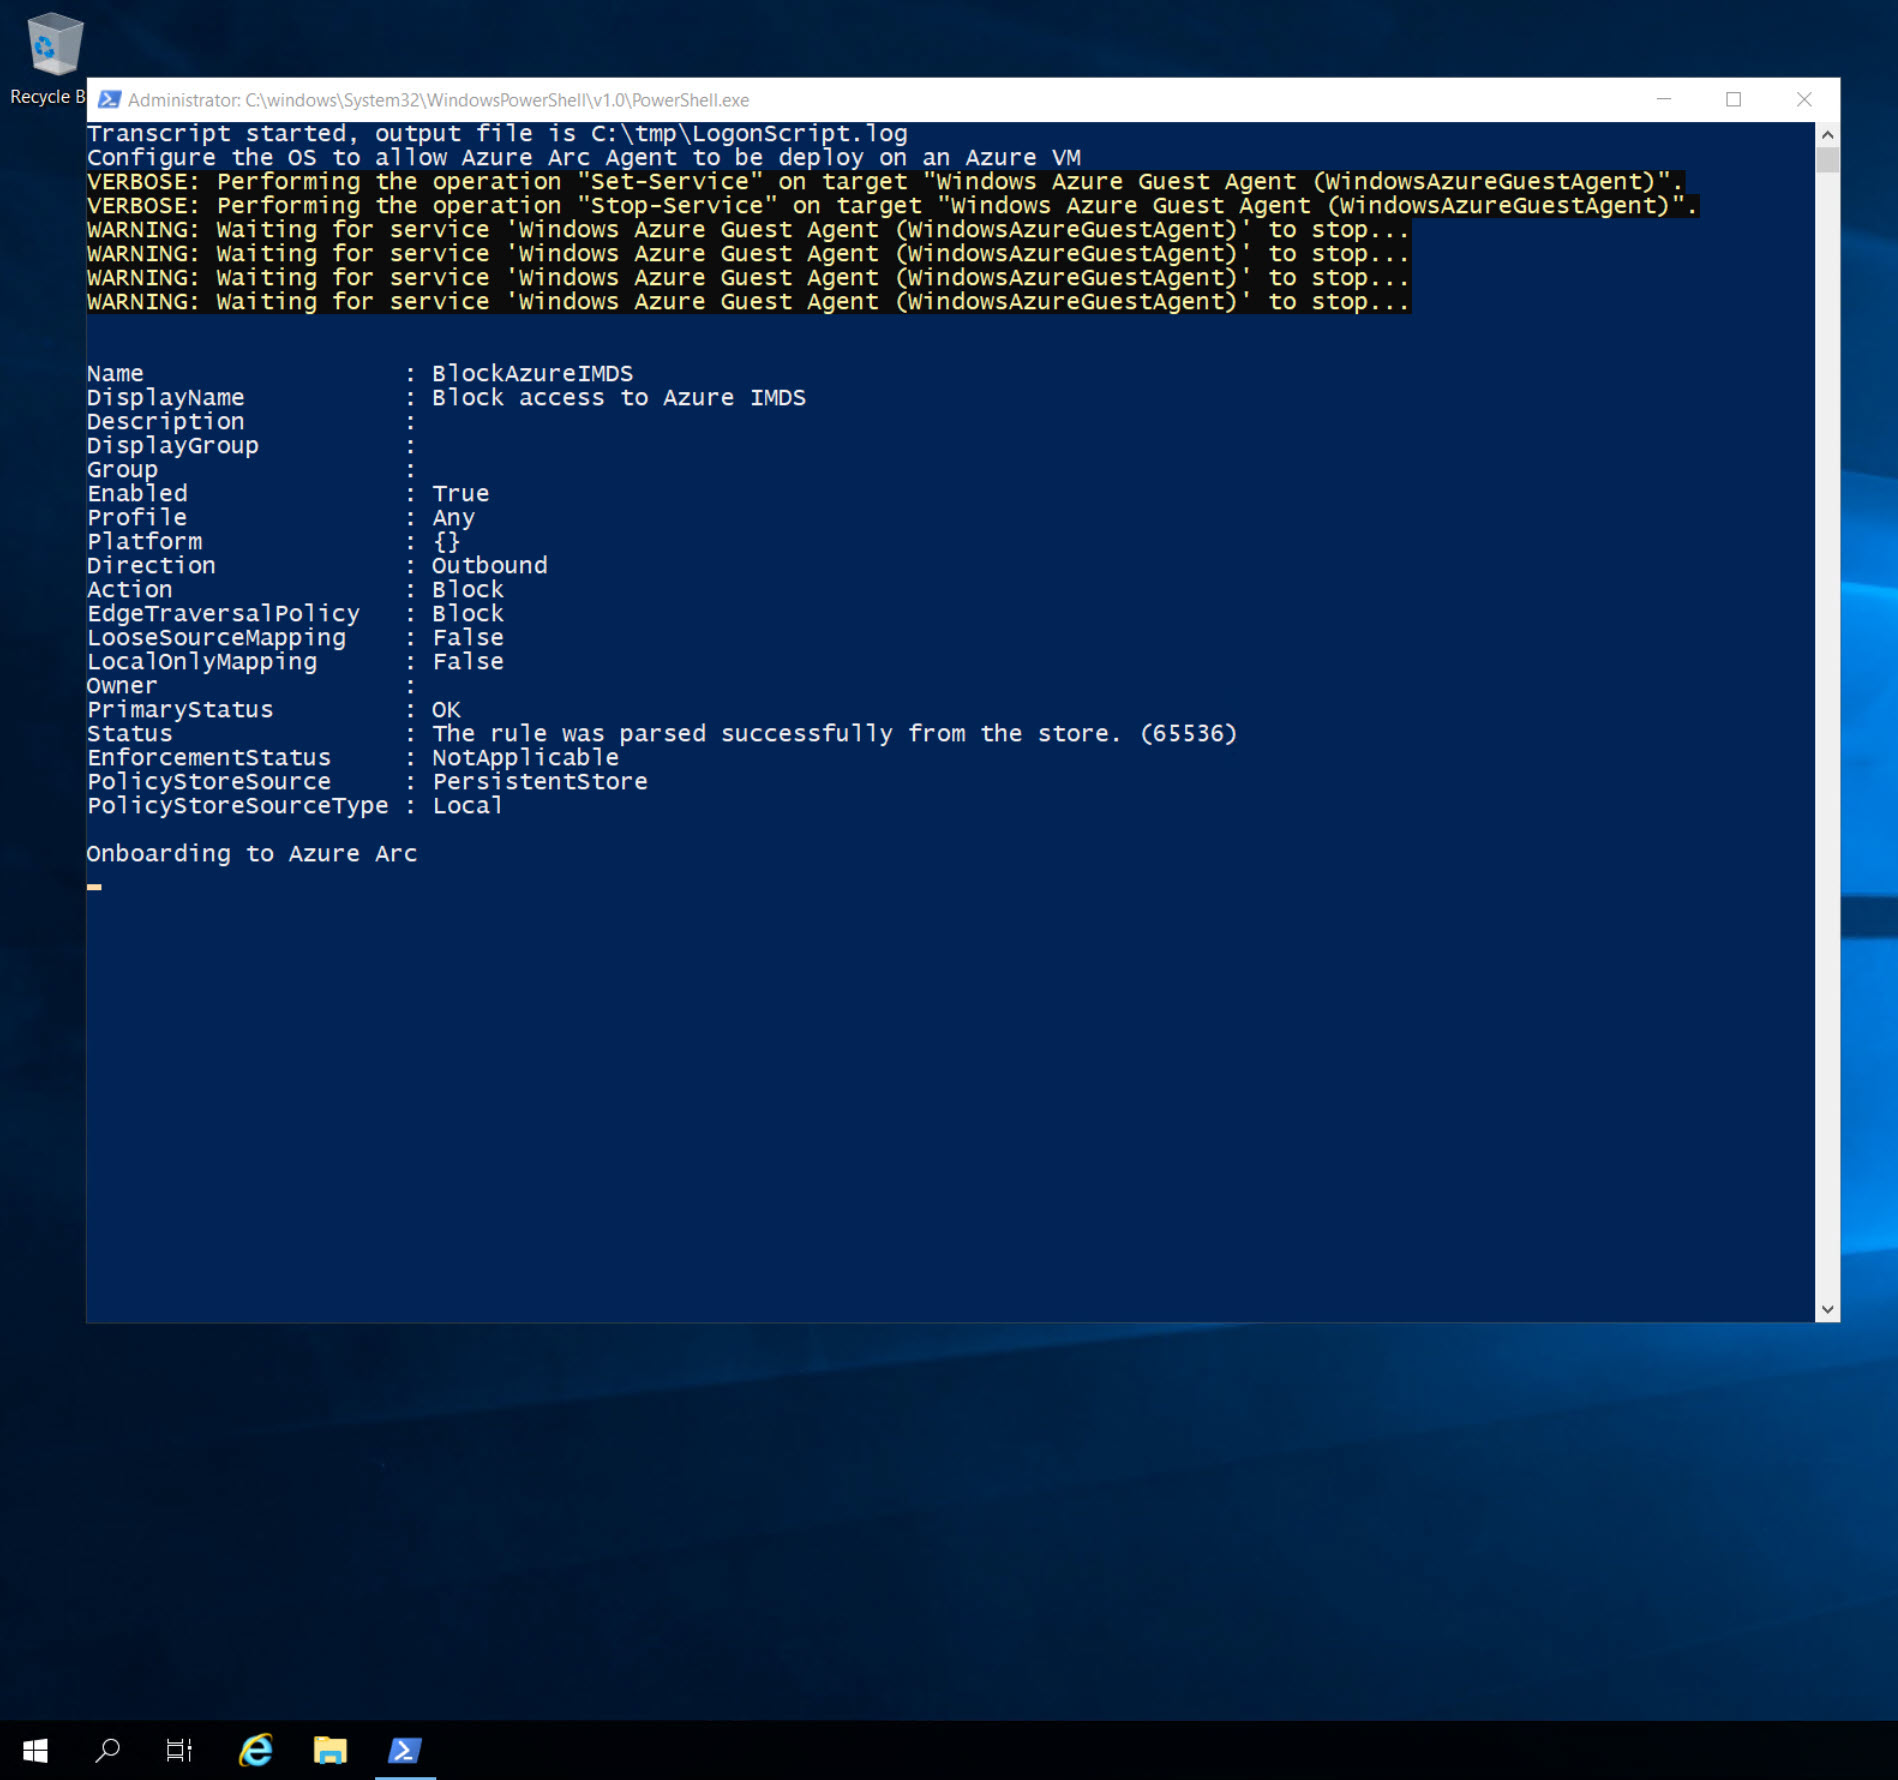 Recycle B
Administrator: C:\windows\System32\WindowsPowerShell\v1.0\PowerShell.exe
Transcript started, output file is C:\tmp\LogonScript.log
Configure the OS to allow Azure Arc Agent to be deploy on an Azure VM
VERBOSE: Performing the operation "Set-Service" on target "Windows Azure Guest Agent (WindowsAzureGuestAgent)".
VERBOSE: Performing the operation "Stop-Service" on target "Windows Azure Guest Agent (WindowsAzureGuestAgent)".
WARNING: Waiting for service 'Windows Azure Guest Agent (WindowsAzureGuestAgent)' to stop...
WARNING: Waiting for service 'Windows Azure Guest Agent (WindowsAzureGuestAgent)' to stop...
WARNING: Waiting for service 'Windows Azure Guest Agent (WindowsAzureGuestAgent)' to stop...
WARNING: Waiting for service 'Windows Azure Guest Agent (WindowsAzureGuestAgent)' to stop...
Name                  : BlockAzureIMDS
DisplayName           : Block access to Azure IMDS
Description           :
DisplayGroup          :
Group                 :
Enabled               : True
Profile               : Any
Platform              : {}
Direction             : Outbound
Action                : Block
EdgeTraversalPolicy   : Block
LooseSourceMapping    : False
LocalOnlyMapping      : False
Owner                 :
PrimaryStatus         : OK
Status                : The rule was parsed successfully from the store. (65536)
EnforcementStatus     : NotApplicable
PolicyStoreSource     : PersistentStore
PolicyStoreSourceType : Local
Onboarding to Azure Arc